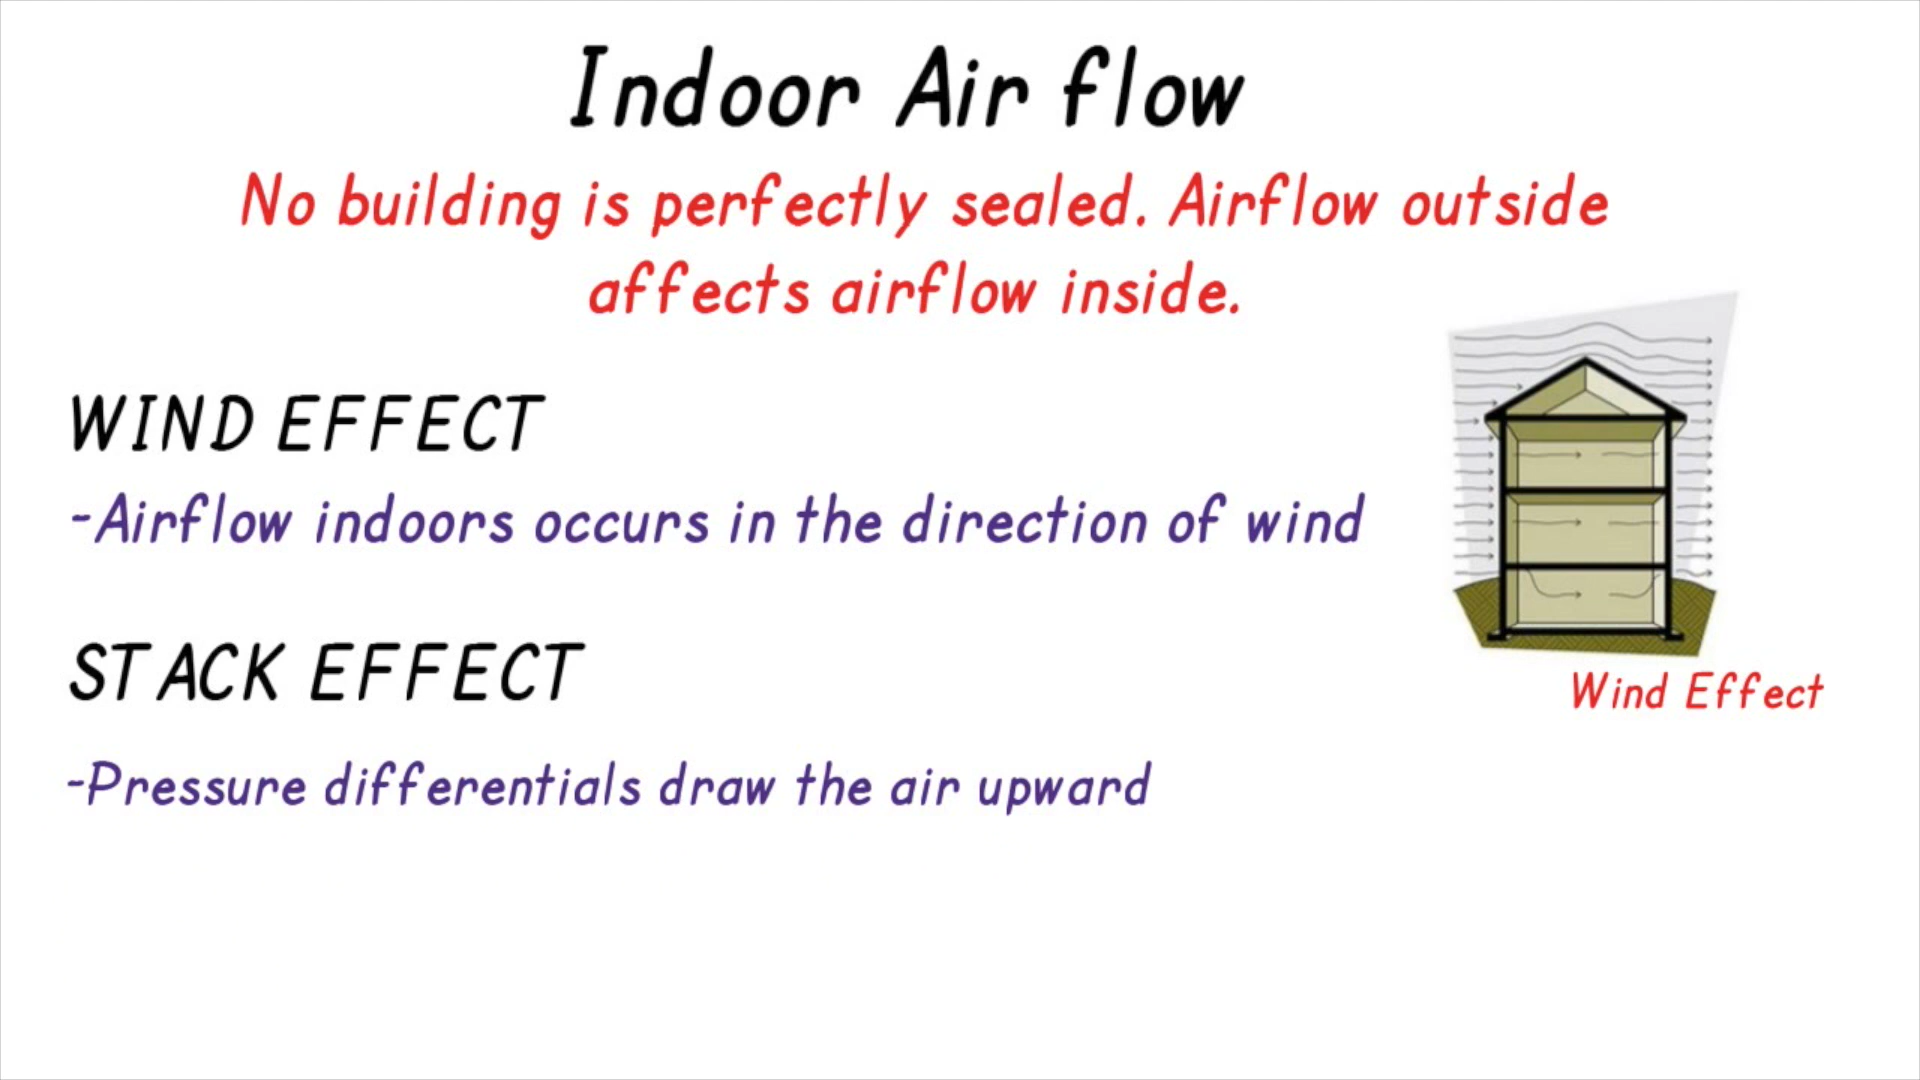 Indoor Air flow
No building is perfectly sealed. Airflow outside
affects airflow inside.
WIND EFFECT
-Airflow indoors occurs in the direction of wind
STACK EFFECT
Wind Effect
-Pressure differentials draw the air upward